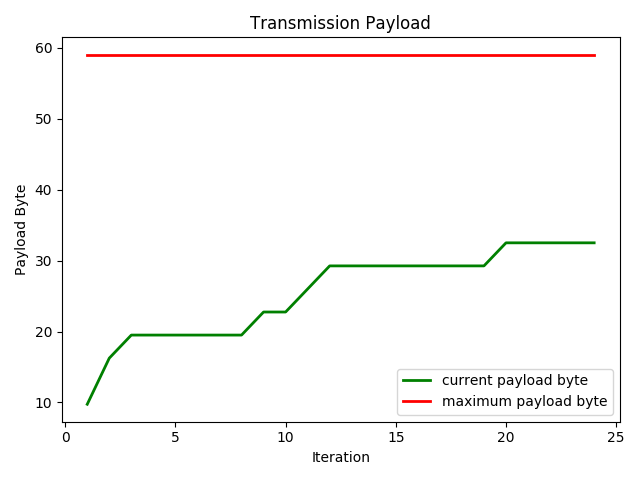 Transmission Payload
60
50
40
30
20
10
Payload Byte
current payload byte
maximum payload byte
0 5 10 15 20 25
Iteration